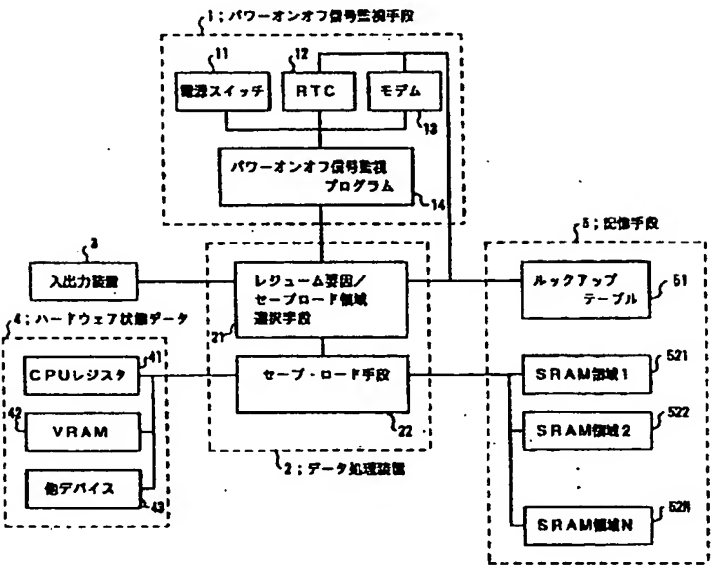 1；パワーオンオフ信号監視手段
11
12
電源スイッチ
RTC
モデム
13
パワーオンオフ信号監視
プログラム
14
3
入出力装置
レジューム要因／
セーブロード領域
選択手段
21
セーブ・ロード手段
22
2；データ処理装置
4；ハードウェア状態データ
41
CPUレジスタ
42
VRAM
他デバイス
43
5；記憶手段
ルックアップ
テーブル
51
SRAM領域1
521
SRAM領域2
522
SRAM領域N
52N